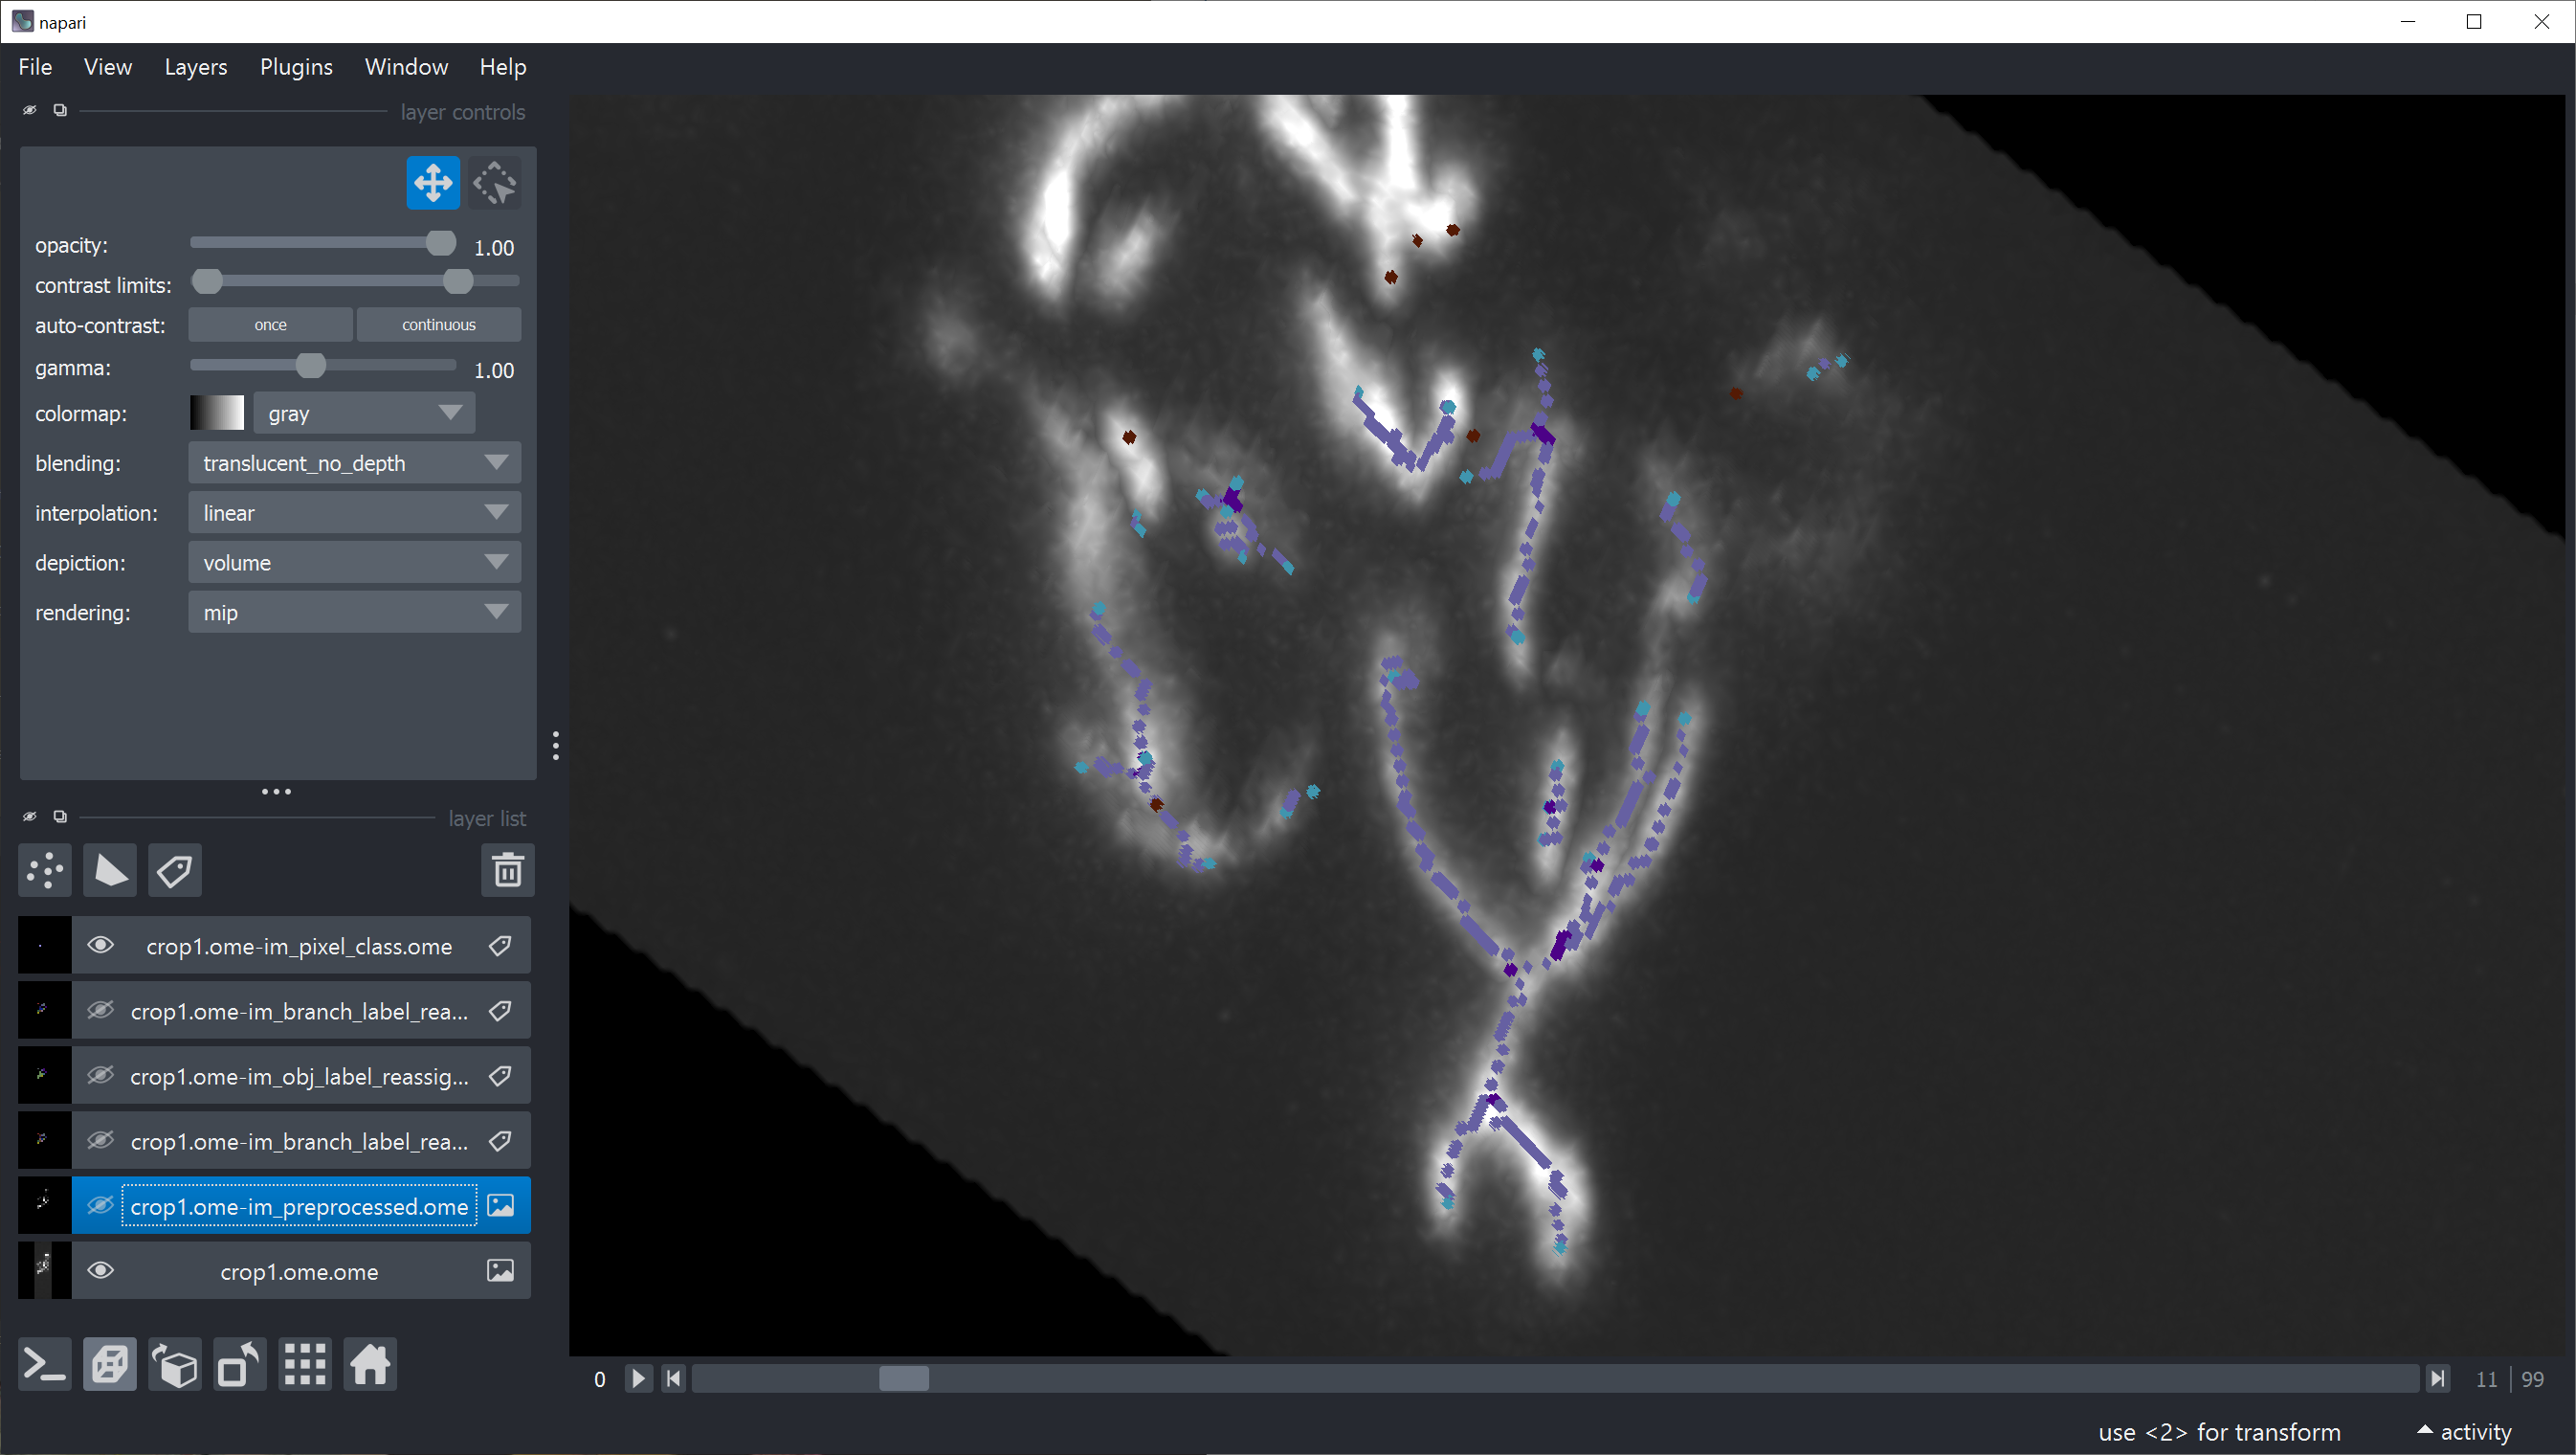 napari
File View Layers Plugins Window Help
layer controls
opacity: 1.00
contrast limits:
auto-contrast: once continuous
gamma: 1.00
colormap: gray
blending: translucent_no_depth
interpolation: linear
depiction: volume
rendering: mip
layer list
crop1.ome-im_pixel_class.ome
crop1.ome-im_branch_label_rea...
crop1.ome-im_obj_label_reassig...
crop1.ome-im_branch_label_rea...
crop1.ome-im_preprocessed.ome
crop1.ome.ome
0 11 99
use <2> for transform activity